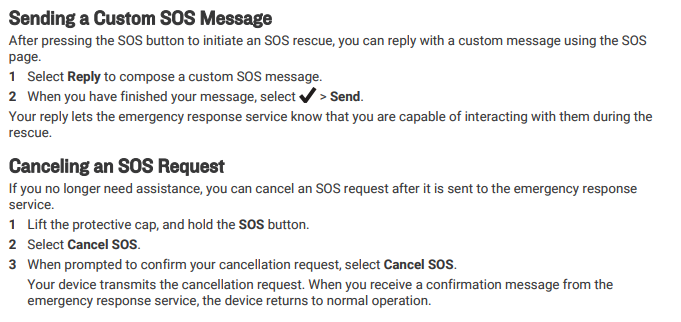 Sending a Custom SOS Message
After pressing the SOS button to initiate an SOS rescue, you can reply with a custom message using the SOS
page.
1 Select Reply to compose a custom SOS message.
2 When you have finished your message, select ✔ > Send.
Your reply lets the emergency response service know that you are capable of interacting with them during the
rescue.
Canceling an SOS Request
If you no longer need assistance, you can cancel an SOS request after it is sent to the emergency response
service.
1 Lift the protective cap, and hold the SOS button.
2 Select Cancel SOS.
3 When prompted to confirm your cancellation request, select Cancel SOS.
Your device transmits the cancellation request. When you receive a confirmation message from the
emergency response service, the device returns to normal operation.